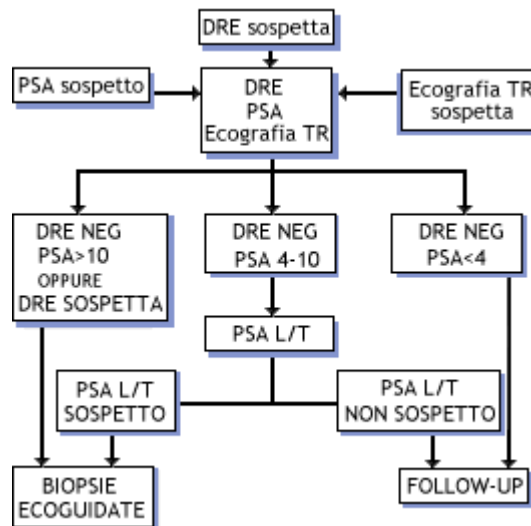 DRE sospetta
PSA sospetto
DRE
PSA
Ecografia TR
Ecografia TR
sospetta
DRE NEG
PSA>10
OPPURE
DRE SOSPETTA
DRE NEG
PSA 4-10
DRE NEG
PSA<4
PSA L/T
PSA L/T
SOSPETTO
PSA L/T
NON SOSPETTO
BIOPSIE
ECOGUIDATE
FOLLOW-UP